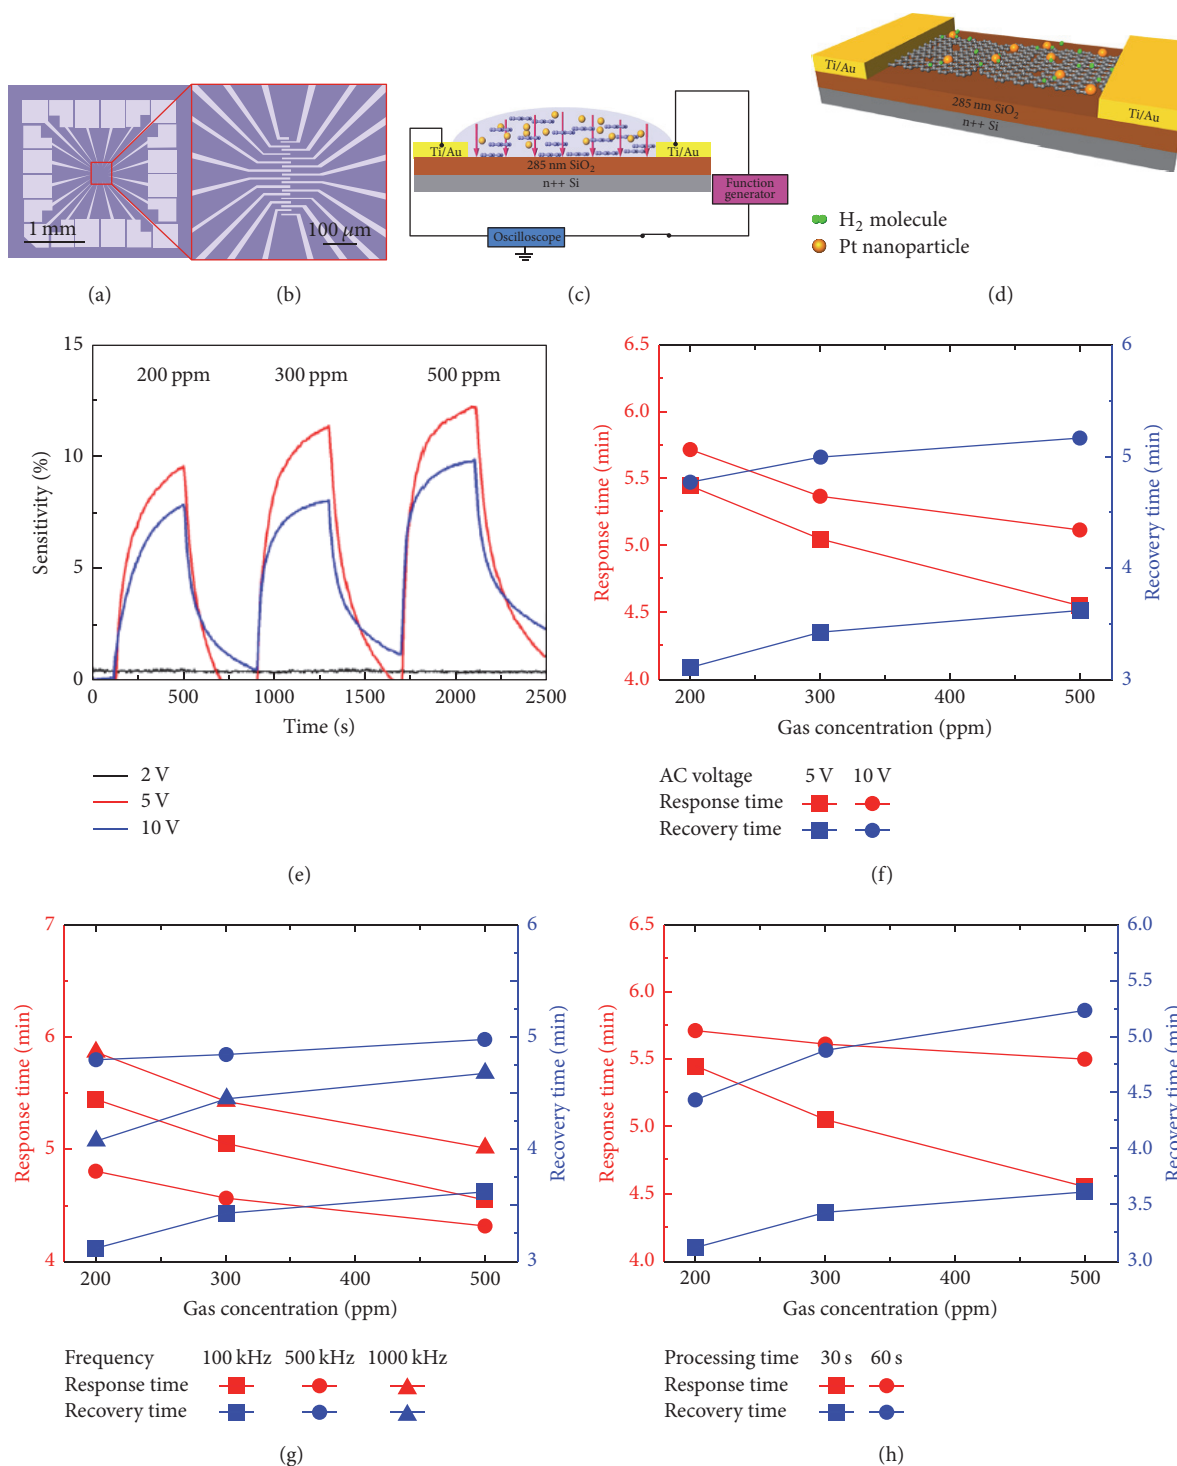 1 mm
(a)
100 μm
(b)
Ti/Au
Ti/Au
285 nm SiO2
n++ Si
Function
generator
Oscilloscope
(c)
Ti/Au
285 nm SiO2
n++ Si
Ti/Au
H2 molecule
Pt nanoparticle
(d)
15
10
5
0
Sensitivity (%)
200 ppm
300 ppm
500 ppm
0
500
1000
1500
2000
2500
Time (s)
2 V
5 V
10 V
(e)
6.5
6.0
5.5
5.0
4.5
4.0
Response time (min)
6
5
4
3
Recovery time (min)
200
300
400
500
Gas concentration (ppm)
AC voltage 5 V 10 V
Response time
Recovery time
(f)
7
6
5
4
Response time (min)
6
5
4
3
Recovery time (min)
200
300
400
500
Gas concentration (ppm)
Frequency 100 kHz 500 kHz 1000 kHz
Response time
Recovery time
(g)
6.5
6.0
5.5
5.0
4.5
4.0
Response time (min)
6.0
5.5
5.0
4.5
4.0
3.5
3.0
Recovery time (min)
200
300
400
500
Gas concentration (ppm)
Processing time 30 s 60 s
Response time
Recovery time
(h)